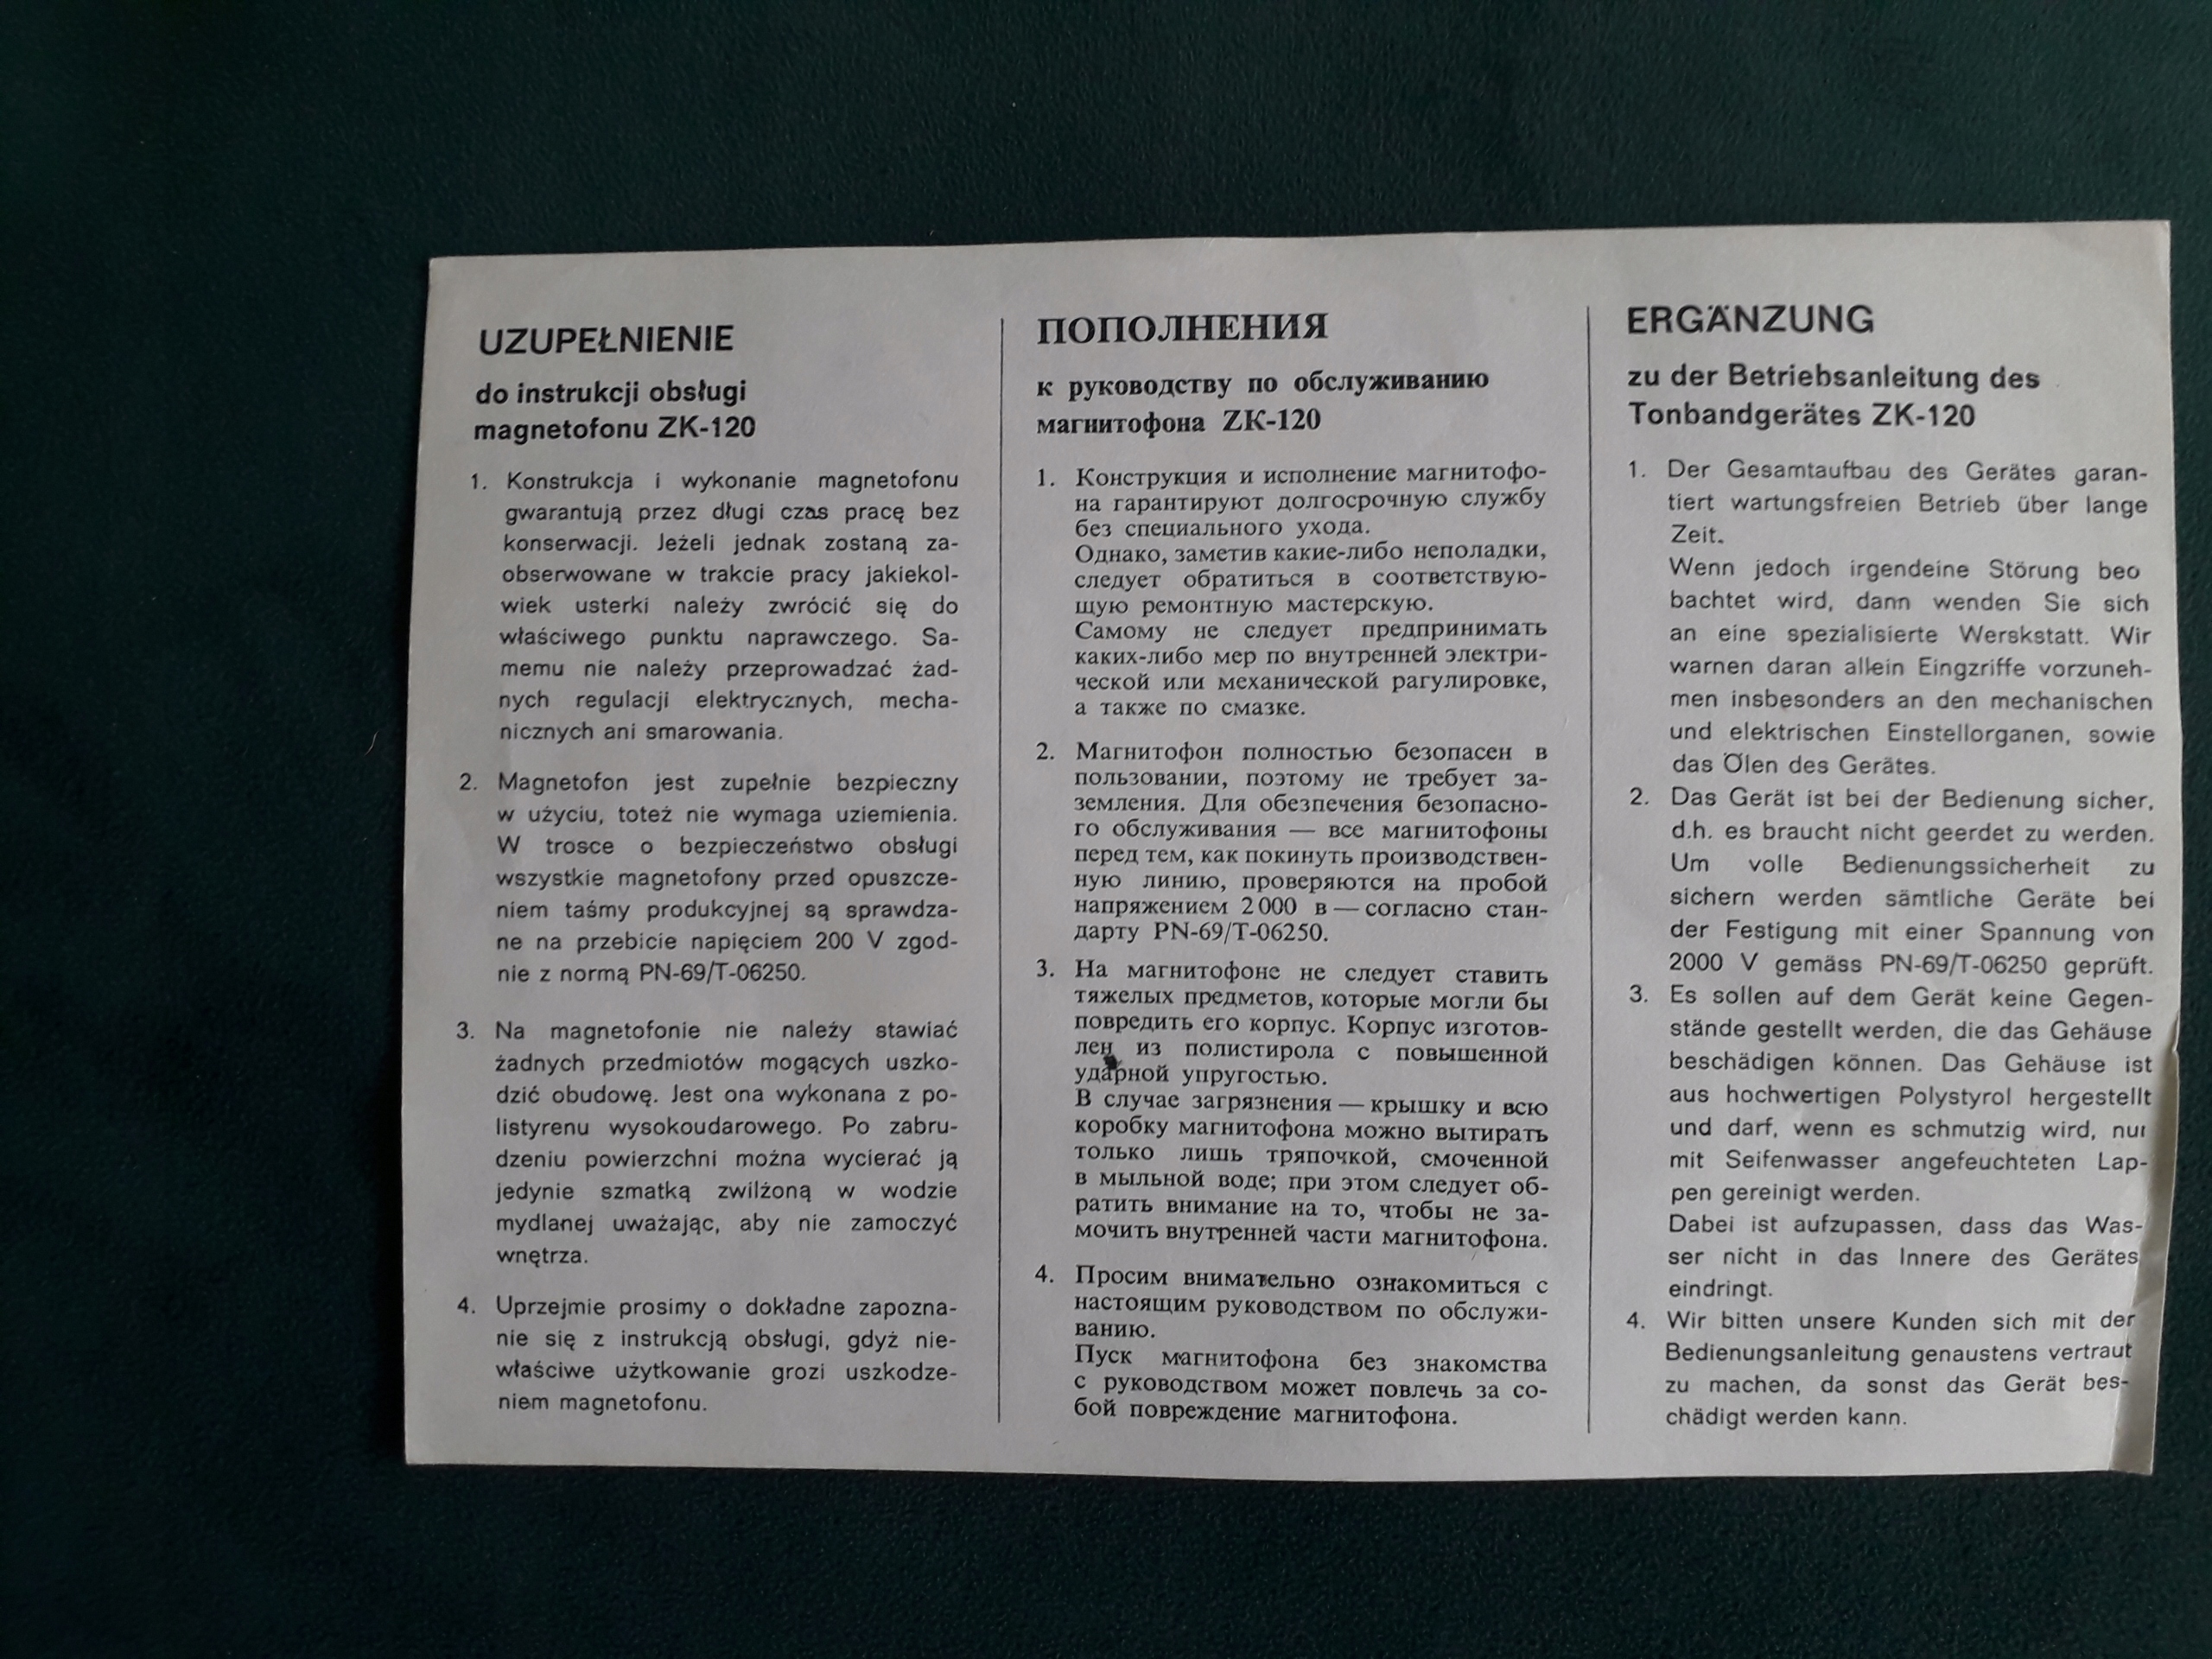 UZUPEŁNIENIE
do instrukcji obsługi
magnetofonu ZK-120
1. Konstrukcja i wykonanie magnetofonu
gwarantują przez długi czas pracę bez
konserwacji. Jeżeli jednak zostaną za-
obserwowane w trakcie pracy jakiekol-
wiek usterki należy zwrócić się do
właściwego punktu naprawczego. Sa-
memu nie należy przeprowadzać żad-
nych regulacji elektrycznych, mecha-
nicznych ani smarowania.
2. Magnetofon jest zupełnie bezpieczny
w użyciu, toteż nie wymaga uziemienia.
W trosce o bezpieczeństwo obsługi
wszystkie magnetofony przed opuszcze-
niem taśmy produkcyjnej są sprawdza-
ne na przebicie napięciem 200 V zgod-
nie z normą PN-69/T-06250.
3. Na magnetofonie nie należy stawiać
żadnych przedmiotów mogących uszko-
dzić obudowę. Jest ona wykonana z po-
listyrenu wysokoudarowego. Po zabru-
dzeniu powierzchni można wycierać ją
jedynie szmatką zwilżoną w wodzie
mydlanej uważając, aby nie zamoczyć
wnętrza.
4. Uprzejmie prosimy o dokładne zapozna-
nie się z instrukcją obsługi, gdyż nie-
właściwe użytkowanie grozi uszkodze-
niem magnetofonu.
ПОПОЛНЕНИЯ
к руководству по обслуживанию
магнитофона ZK-120
1. Конструкция и исполнение магнитофо-
на гарантируют долгосрочную службу
без специального ухода.
Однако, заметив какие-либо неполадки,
следует обратиться в соответствую-
щую ремонтную мастерскую.
Самому не следует предпринимать
каких-либо мер по внутренней электри-
ческой или механической рагулировке,
а также по смазке.
2. Магнитофон полностью безопасен в
пользовании, поэтому не требует за-
земления. Для обезпечения безопасно-
го обслуживания — все магнитофоны
перед тем, как покинуть производствен-
ную линию, проверяются на пробой
напряжением 2000 в — согласно стан-
дарту PN-69/T-06250.
3. На магнитофоне не следует ставить
тяжелых предметов, которые могли бы
повредить его корпус. Корпус изготов-
лен из полистирола с повышенной
ударной упругостью.
В случае загрязнения — крышку и всю
коробку магнитофона можно вытирать
только лишь тряпочкой, смоченной
в мыльной воде; при этом следует об-
ратить внимание на то, чтобы не за-
мочить внутренней части магнитофона.
4. Просим внимательно ознакомиться с
настоящим руководством по обслужи-
ванию.
Пуск магнитофона без знакомства
с руководством может повлечь за со-
бой повреждение магнитофона.
ERGÄNZUNG
zu der Betriebsanleitung des
Tonbandgerätes ZK-120
1. Der Gesamtaufbau des Gerätes garan-
tiert wartungsfreien Betrieb über lange
Zeit.
Wenn jedoch irgendeine Störung beo
bachtet wird, dann wenden Sie sich
an eine spezialisierte Werskstatt. Wir
warnen daran allein Eingzriffe vorzuneh-
men insbesonders an den mechanischen
und elektrischen Einstellorganen, sowie
das Ölen des Gerätes.
2. Das Gerät ist bei der Bedienung sicher,
d.h. es braucht nicht geerdet zu werden.
Um volle Bedienungssicherheit zu
sichern werden sämtliche Geräte bei
der Festigung mit einer Spannung von
2000 V gemäss PN-69/T-06250 geprüft.
3. Es sollen auf dem Gerät keine Gegen-
stände gestellt werden, die das Gehäuse
beschädigen können. Das Gehäuse ist
aus hochwertigen Polystyrol hergestellt
und darf, wenn es schmutzig wird, nur
mit Seifenwasser angefeuchteten Lap-
pen gereinigt werden.
Dabei ist aufzupassen, dass das Was-
ser nicht in das Innere des Gerätes
eindringt.
4. Wir bitten unsere Kunden sich mit der
Bedienungsanleitung genaustens vertraut
zu machen, da sonst das Gerät bes-
chädigt werden kann.